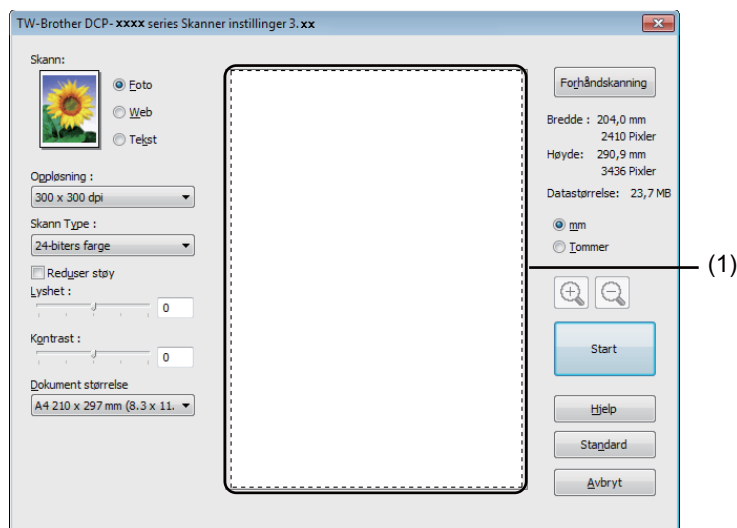 TW-Brother DCP- xxxx series Skanner instillinger 3. xx
Skann:
Foto
Web
Tekst
Oppløsning :
300 x 300 dpi
Skann Type :
24-biters farge
Reduser støy
Lyshet :
0
Kontrast :
0
Dokument størrelse
A4 210 x 297 mm (8.3 x 11.
Forhåndskanning
Bredde : 204,0 mm
2410 Pixler
Høyde: 290,9 mm
3436 Pixler
Datastørrelse: 23,7 MB
mm
Tommer
(1)
Start
Hjelp
Standard
Avbryt